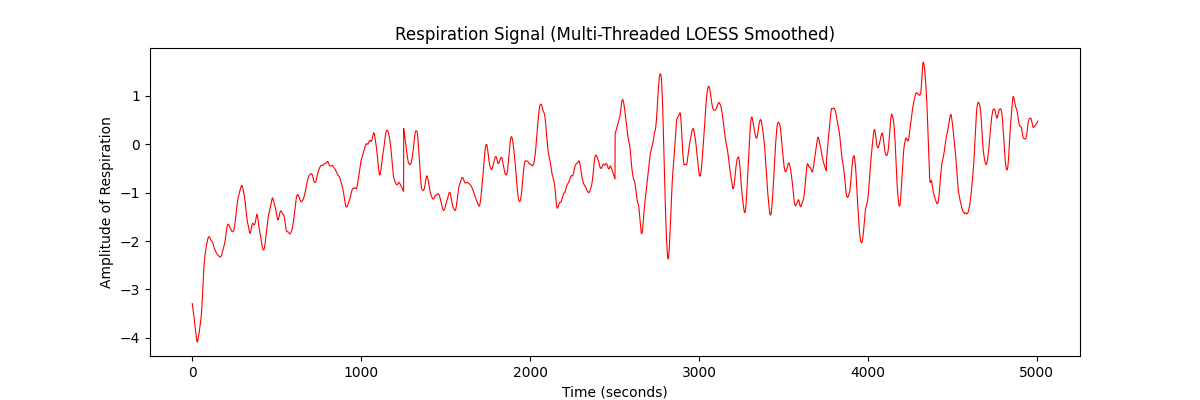 Respiration Signal (Multi-Threaded LOESS Smoothed)
Amplitude of Respiration
1
0
−1
−2
−3
−4
0 1000 2000 3000 4000 5000
Time (seconds)